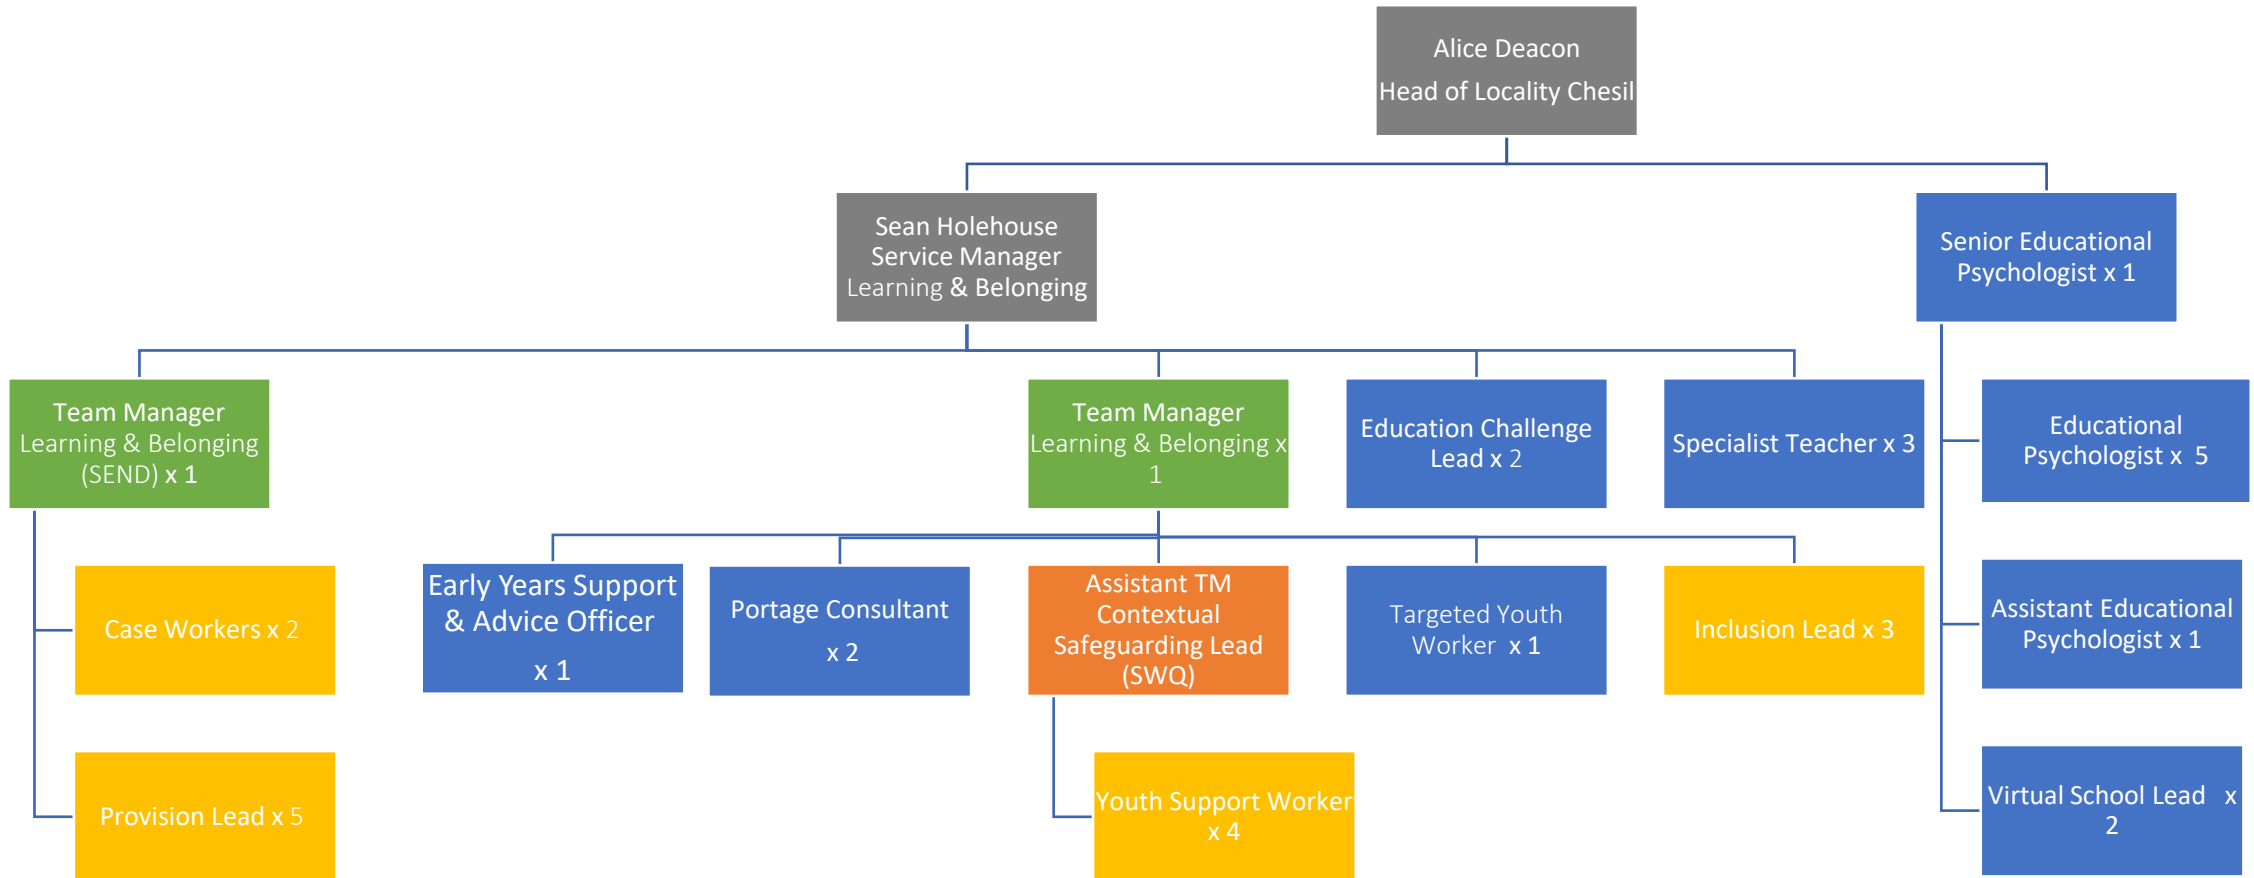 Alice Deacon
Head of Locality Chesil
Sean Holehouse
Service Manager
Learning & Belonging
Senior Educational
Psychologist x 1
Team Manager
Learning & Belonging
(SEND) x 1
Team Manager
Learning & Belonging x
1
Education Challenge
Lead x 2
Specialist Teacher x 3
Educational
Psychologist x 5
Case Workers x 2
Early Years Support
& Advice Officer
x 1
Portage Consultant
x 2
Assistant TM
Contextual
Safeguarding Lead
(SWQ)
Targeted Youth
Worker x 1
Inclusion Lead x 3
Assistant Educational
Psychologist x 1
Provision Lead x 5
Youth Support Worker
x 4
Virtual School Lead x
2